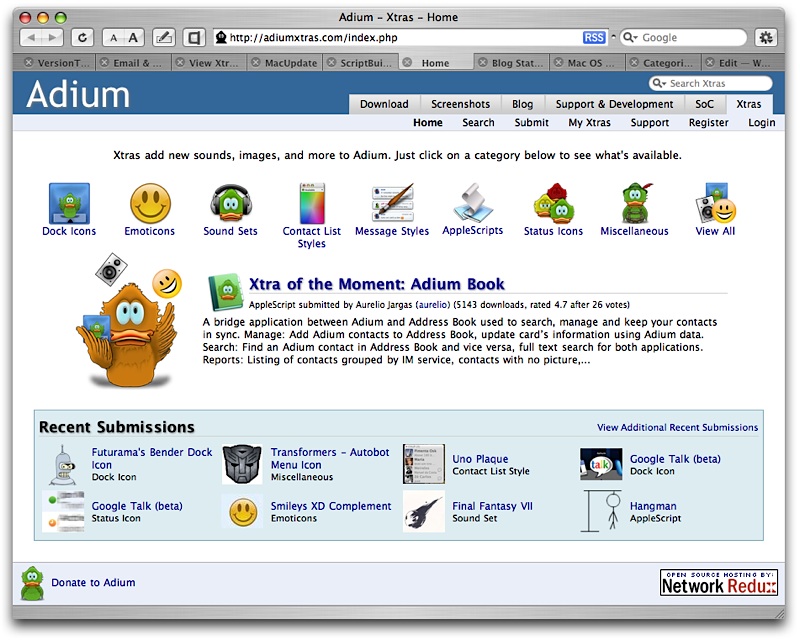 Adium – Xtras – Home
A A
http://adiumxtras.com/index.php
RSS
Google
VersionT...
Email & ...
View Xtr...
MacUpdate
ScriptBui...
Home
Blog Stat...
Mac OS ...
Categori...
Edit — W...
Adium
Search Xtras
Download Screenshots Blog Support & Development SoC Xtras
Home Search Submit My Xtras Support Register Login
Xtras add new sounds, images, and more to Adium. Just click on a category below to see what's available.
Dock Icons
Emoticons
Sound Sets
Contact List
Styles
Message Styles
AppleScripts
Status Icons
Miscellaneous
View All
Xtra of the Moment: Adium Book
AppleScript submitted by Aurelio Jargas (aurelio) (5143 downloads, rated 4.7 after 26 votes)
A bridge application between Adium and Address Book used to search, manage and keep your contacts
in sync. Manage: Add Adium contacts to Address Book, update card's information using Adium data.
Search: Find an Adium contact in Address Book and vice versa, full text search for both applications.
Reports: Listing of contacts grouped by IM service, contacts with no picture,...
Recent Submissions
View Additional Recent Submissions
Futurama's Bender Dock
Icon
Dock Icon
Transformers – Autobot
Menu Icon
Miscellaneous
Uno Plaque
Contact List Style
talk
Google Talk (beta)
Dock Icon
Google Talk (beta)
Status Icon
Smileys XD Complement
Emoticons
Final Fantasy VII
Sound Set
Hangman
AppleScript
Donate to Adium
OPEN SOURCE HOSTING BY:
Network Redux